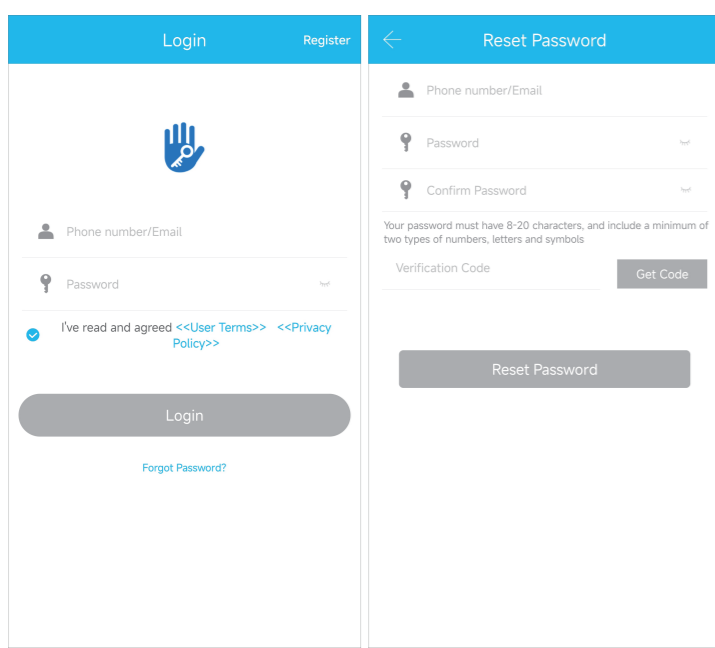 Login
Register
Phone number/Email
Password
I've read and agreed <<User Terms>> <<Privacy
Policy>>
Login
Forgot Password?
Reset Password
Phone number/Email
Password
Confirm Password
Your password must have 8-20 characters, and include a minimum of
two types of numbers, letters and symbols
Verification Code
Get Code
Reset Password